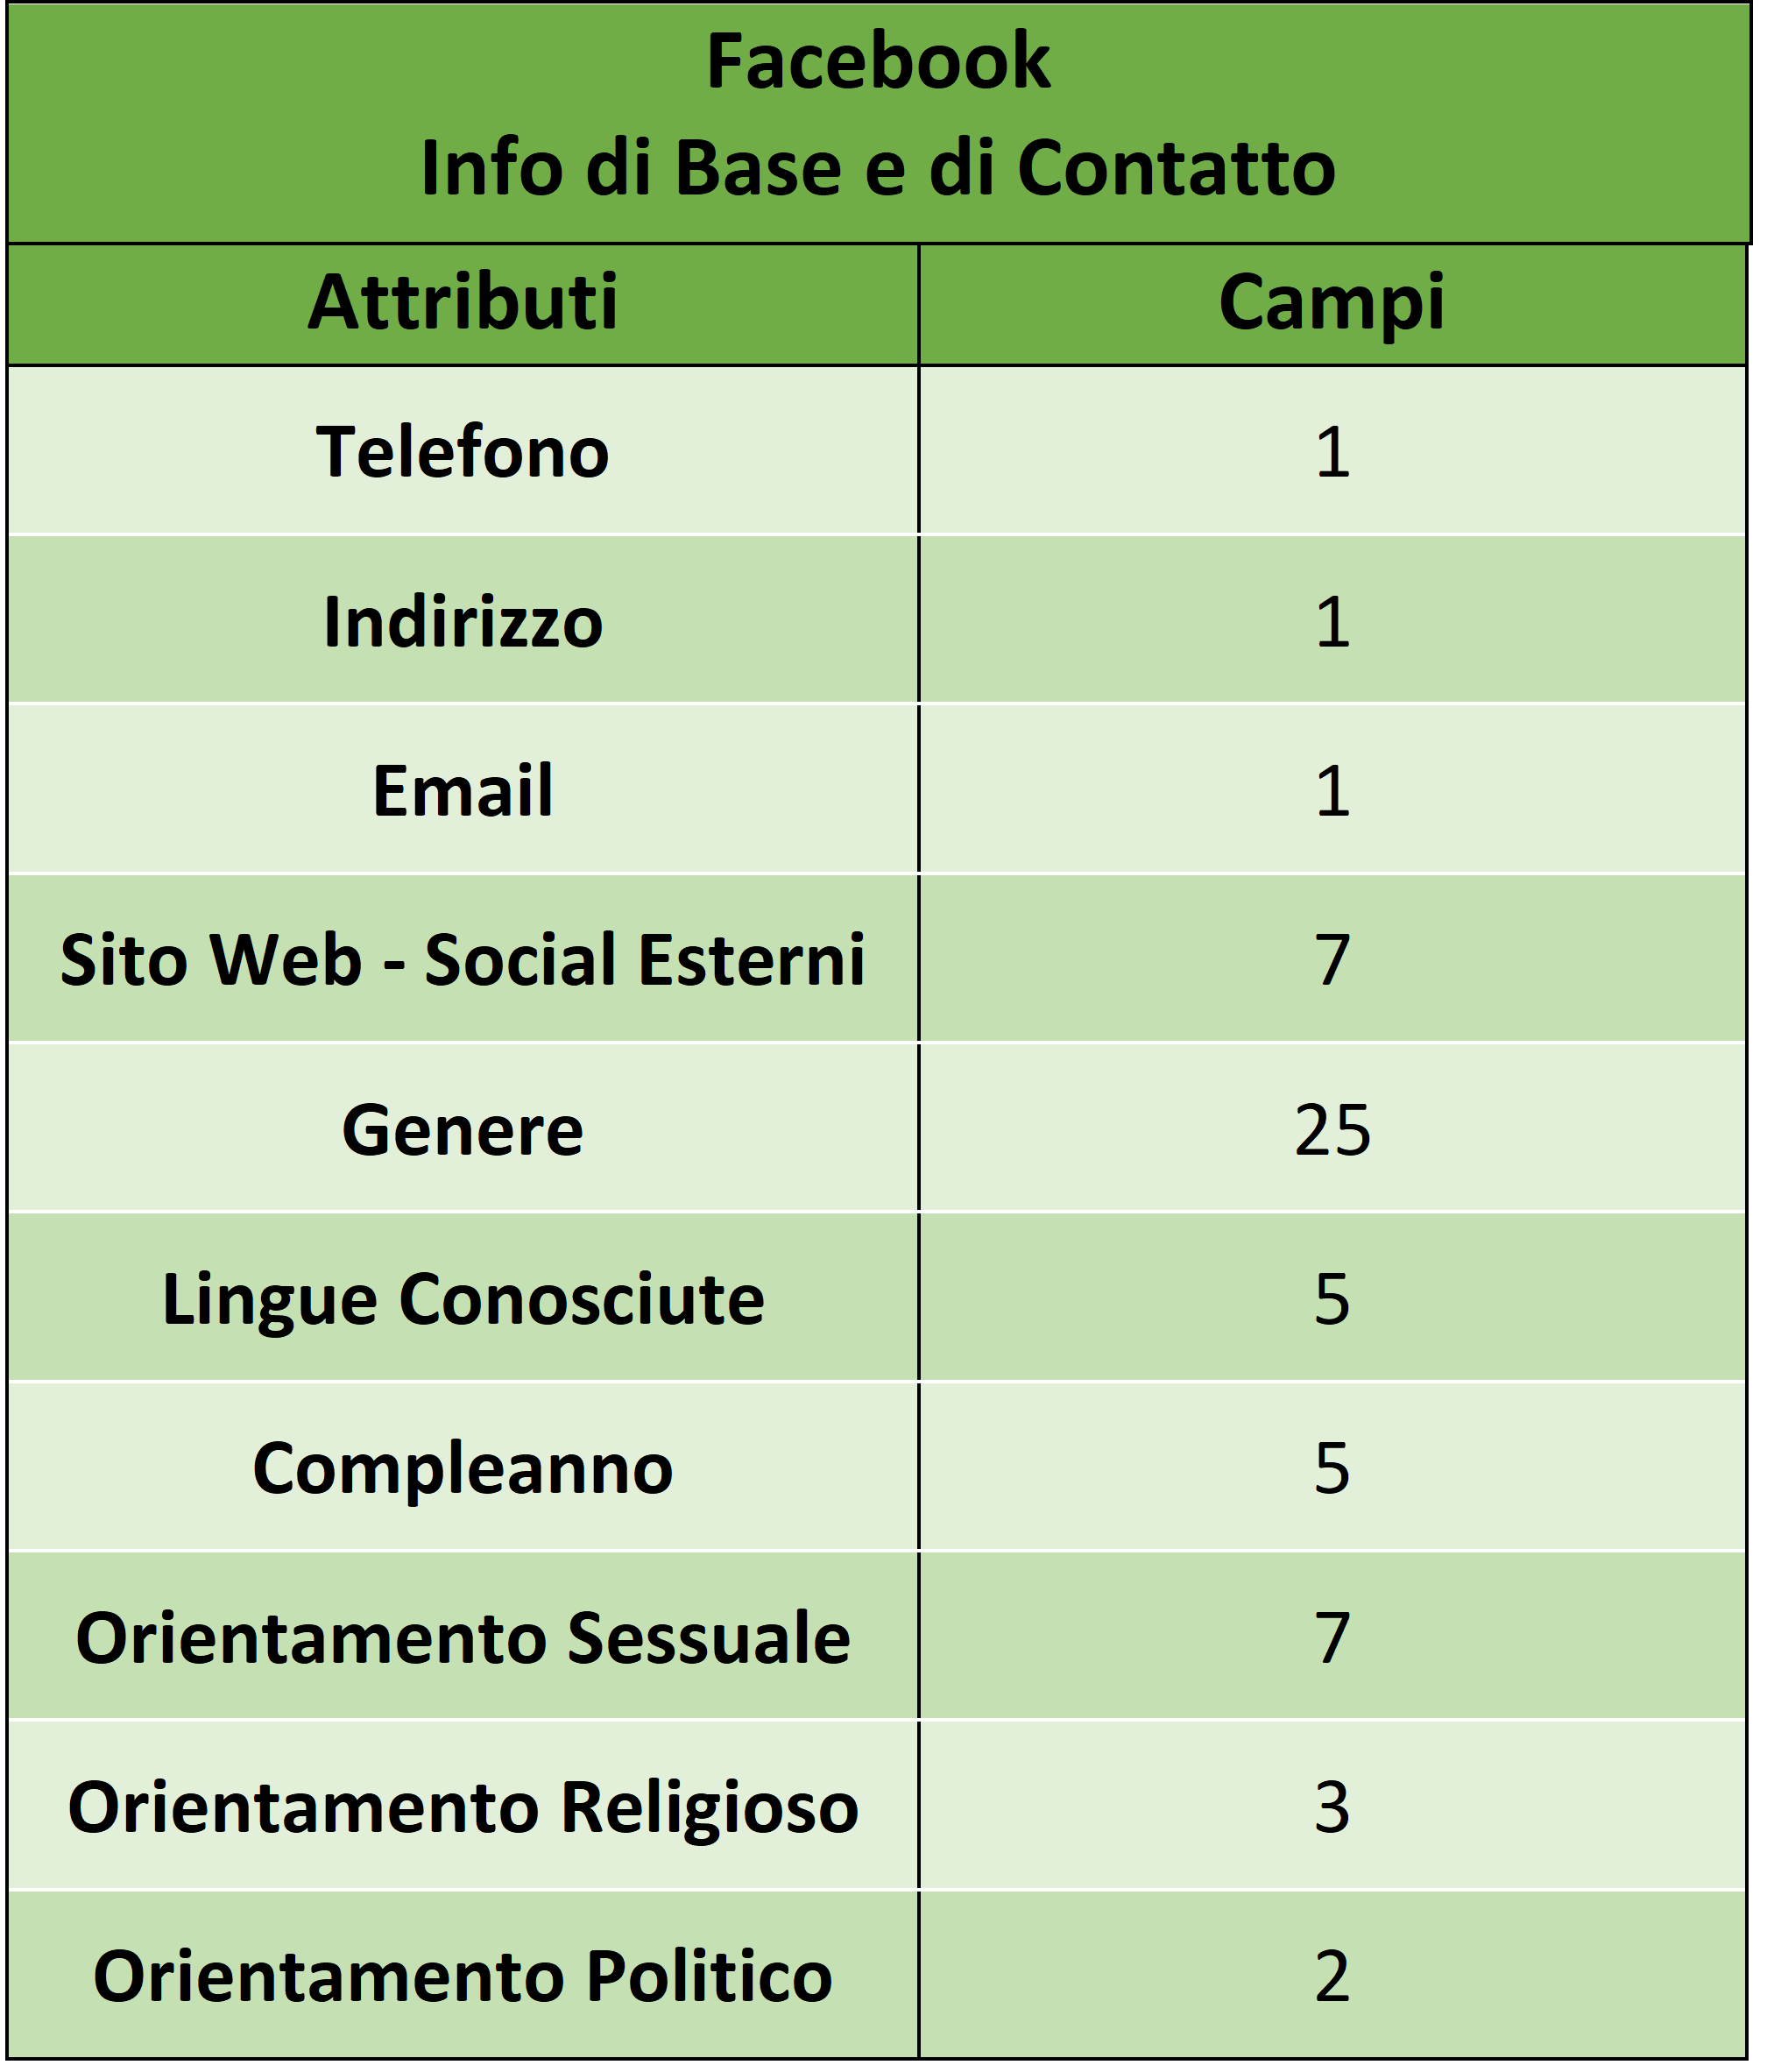 Facebook
Info di Base e di Contatto
Attributi Campi
Telefono 1
Indirizzo 1
Email 1
Sito Web - Social Esterni 7
Genere 25
Lingue Conosciute 5
Compleanno 5
Orientamento Sessuale 7
Orientamento Religioso 3
Orientamento Politico 2